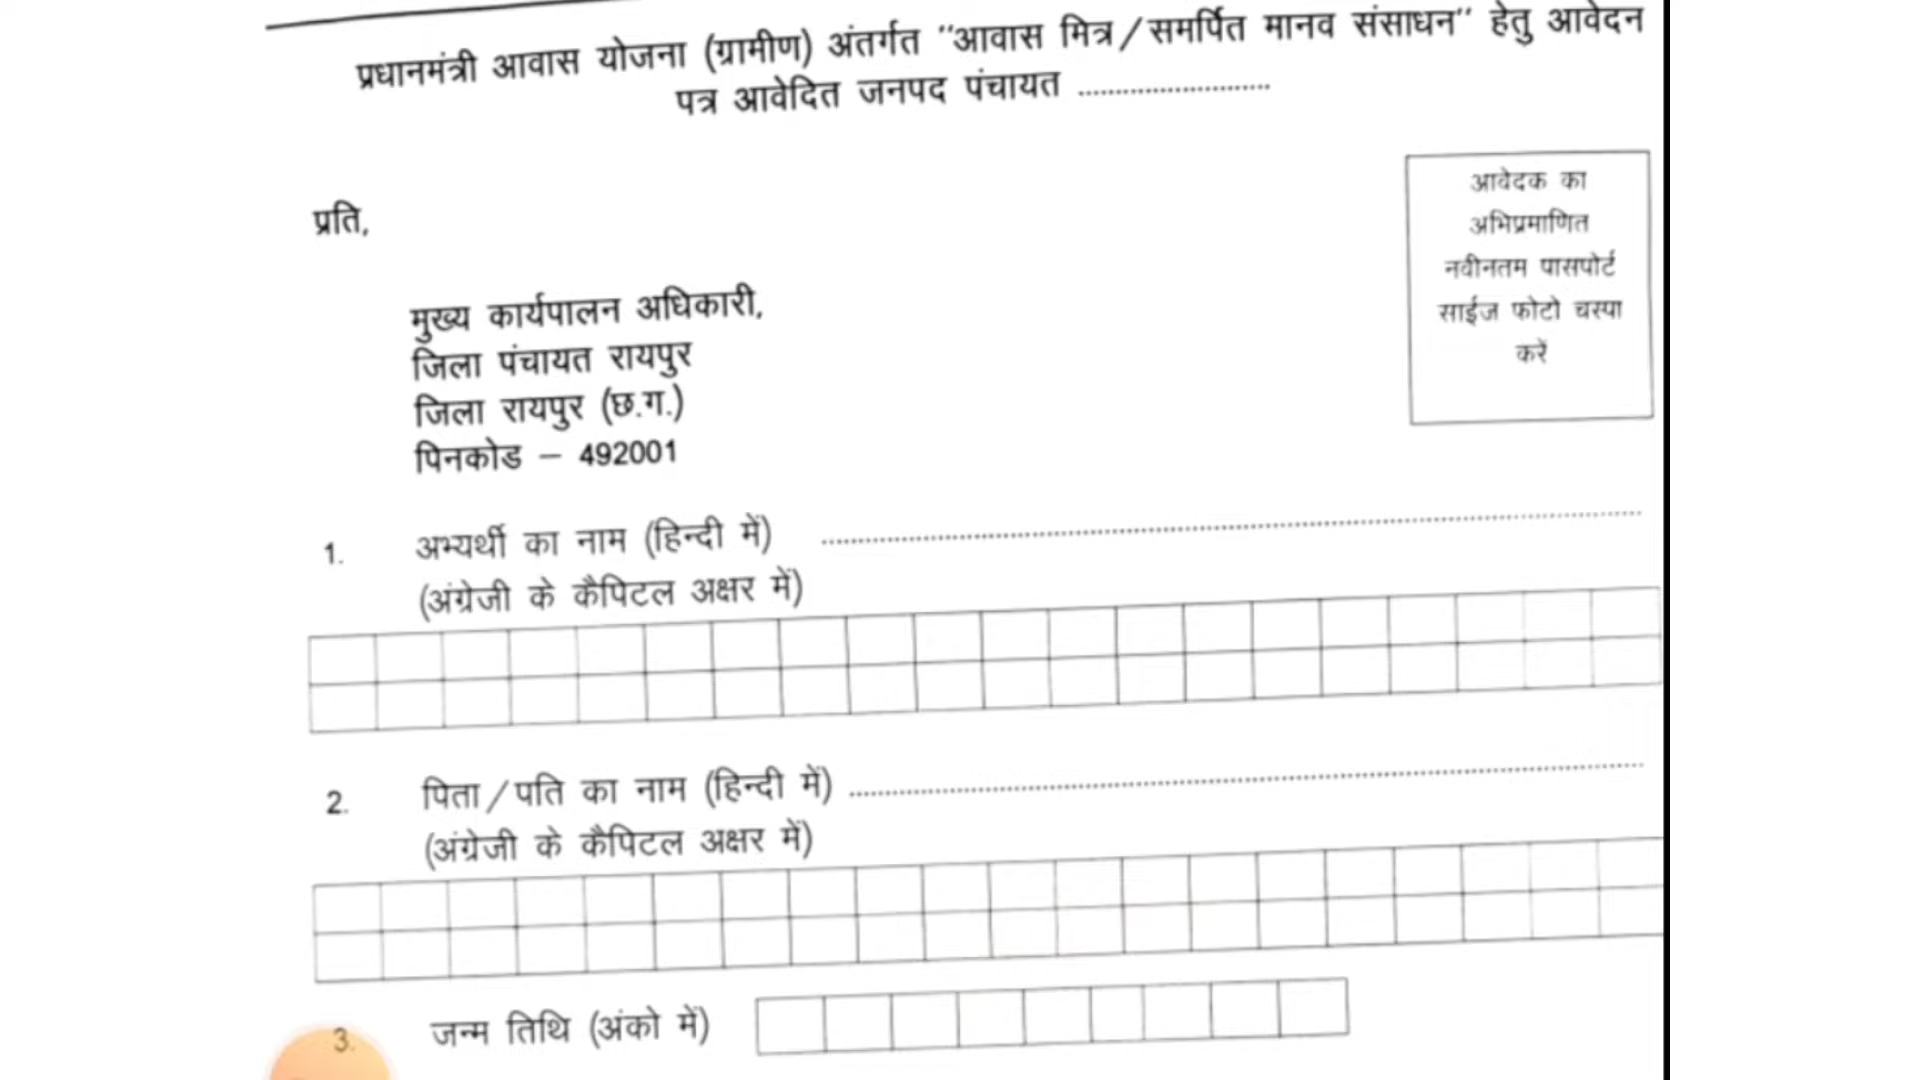 प्रधानमंत्री आवास योजना (ग्रामीण) अंतर्गत "आवास मित्र/समर्पित मानव संसाधन" हेतु आवेदन
पत्र आवेदित जनपद पंचायत ..........................
आवेदक का
अभिप्रमाणित
नवीनतम पासपोर्ट
साईज फोटो चस्पा
करें
प्रति,
मुख्य कार्यपालन अधिकारी,
जिला पंचायत रायपुर
जिला रायपुर (छ.ग.)
पिनकोड – 492001
1. अभ्यर्थी का नाम (हिन्दी में) ..........................
(अंग्रेजी के कैपिटल अक्षर में)
2. पिता/पति का नाम (हिन्दी में) ..........................
(अंग्रेजी के कैपिटल अक्षर में)
3. जन्म तिथि (अंको में)